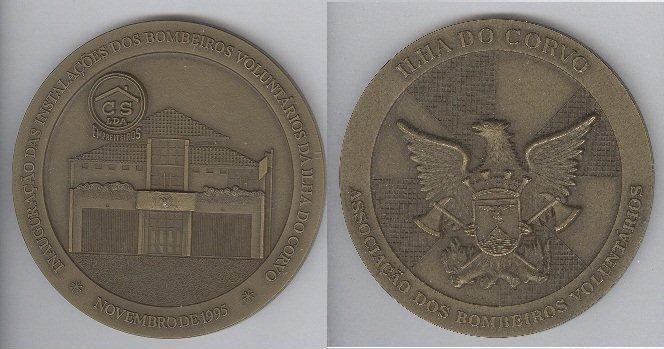 INAUGURAÇÃO DAS INSTALAÇÕES DOS BOMBEIROS VOLUNTÁRIOS DA ILHA DO CORVO
CS
LDA
EMPREITEIROS
* NOVEMBRO DE 1995 *
ILHA DO CORVO
ASSOCIAÇÃO DOS BOMBEIROS VOLUNTÁRIOS